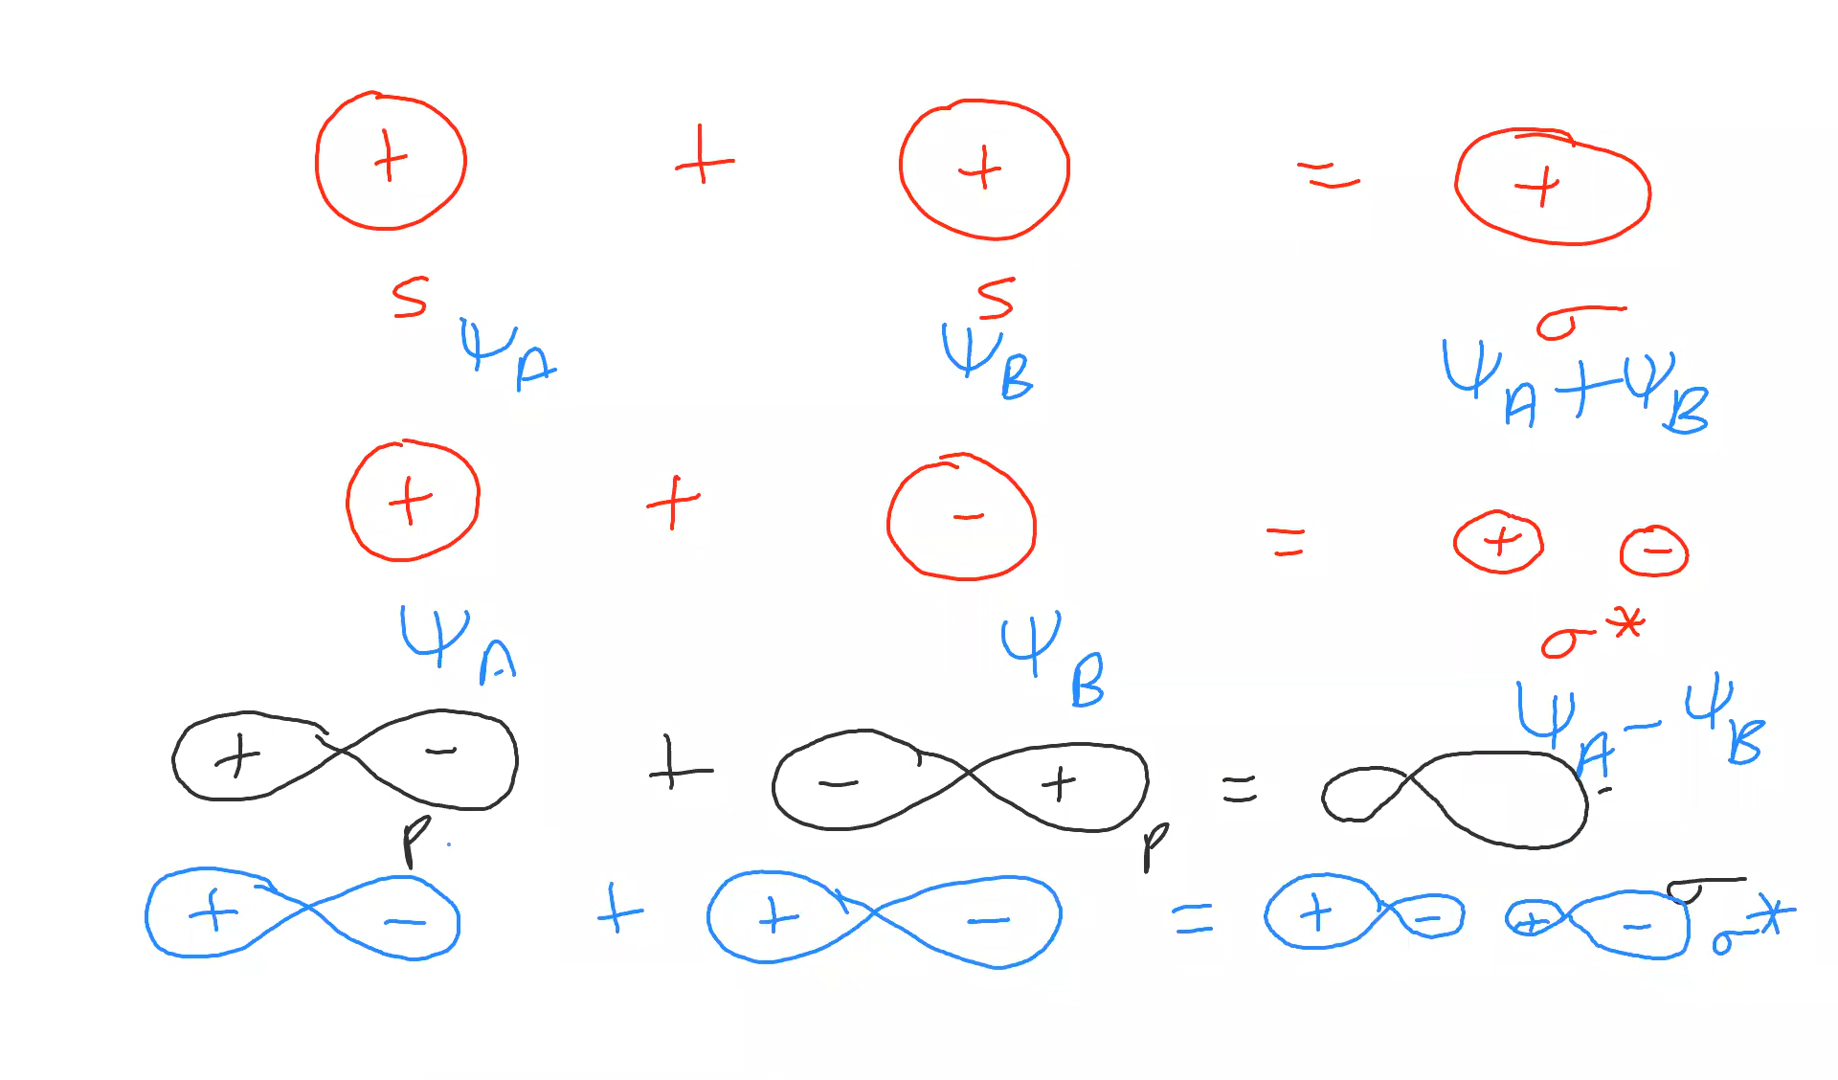 + + + = +
S S σ
ψA ψB ψA+ψB
+ + - = + -
σ*
ψA ψB ψA - ψB
+ - + - + =
P P
+ - + + - = + - + - σ
σ*